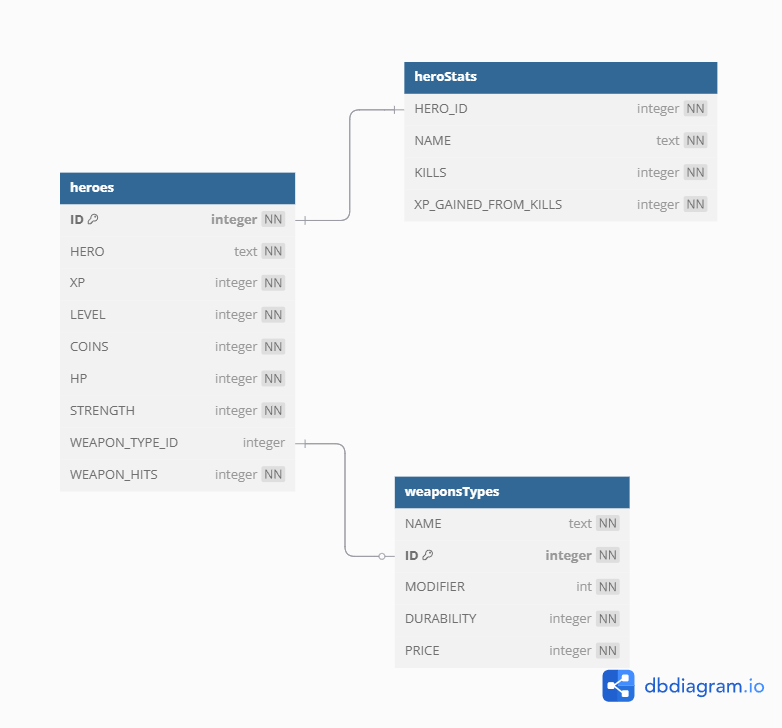 heroStats
HERO_ID integer NN
NAME text NN
KILLS integer NN
XP_GAINED_FROM_KILLS integer NN
heroes
ID integer NN
HERO text NN
XP integer NN
LEVEL integer NN
COINS integer NN
HP integer NN
STRENGTH integer NN
WEAPON_TYPE_ID integer
WEAPON_HITS integer NN
weaponsTypes
NAME text NN
ID integer NN
MODIFIER int NN
DURABILITY integer NN
PRICE integer NN
dbdiagram.io